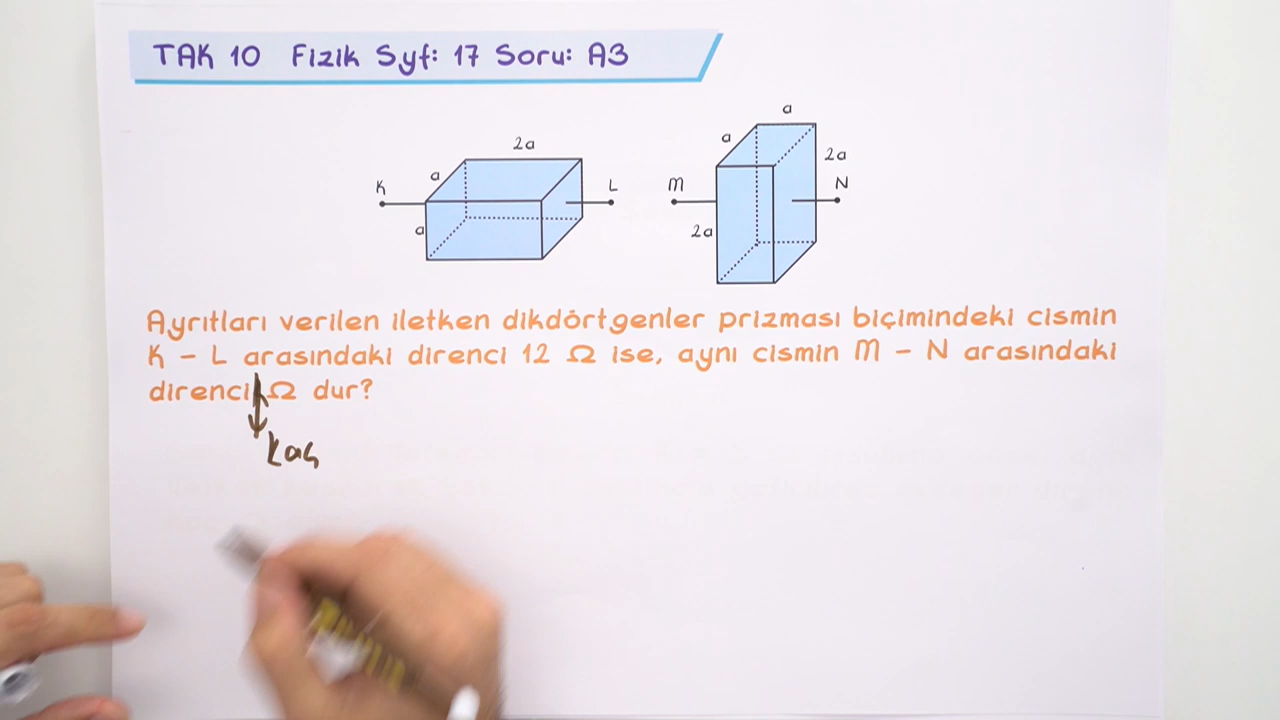 TAK 10 Fizik Syf: 17 Soru: A3
2a
a
K
L
a
a
a
2a
M
N
2a
Ayrıtları verilen iletken dikdörtgenler prizması biçimindeki cismin
K - L arasındaki direnci 12 Ω ise, aynı cismin M - N arasındaki
direnci Ω dur?
kaç